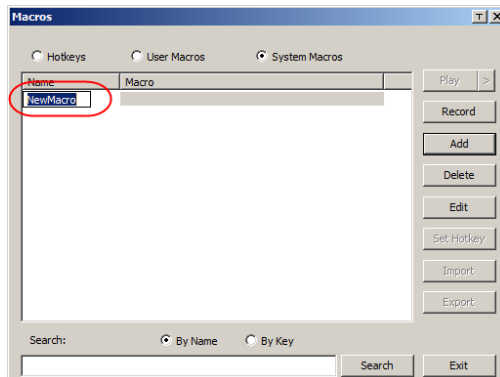 Macros
Hotkeys User Macros System Macros
Name Macro
NewMacro
Play >
Record
Add
Delete
Edit
Set Hotkey
Import
Export
Search: By Name By Key
Search Exit